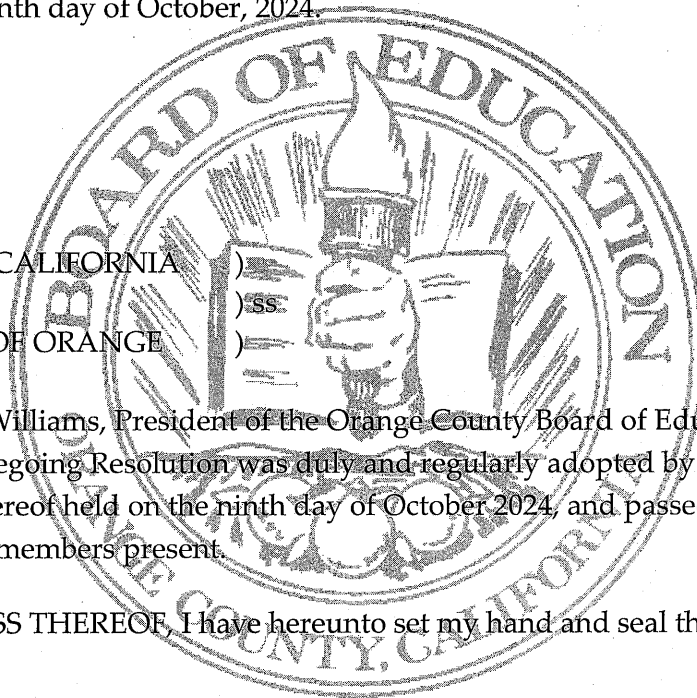 nth day of October, 2024.
BOARD OF EDUCATION
CALIFORNIA )
) ss
OF ORANGE )
Williams, President of the Orange County Board of Edu
egoing Resolution was duly and regularly adopted by
ereof held on the ninth day of October 2024, and passe
members present.
SS THEREOF, I have hereunto set my hand and seal th
ORANGE COUNTY, CALIFORNIA